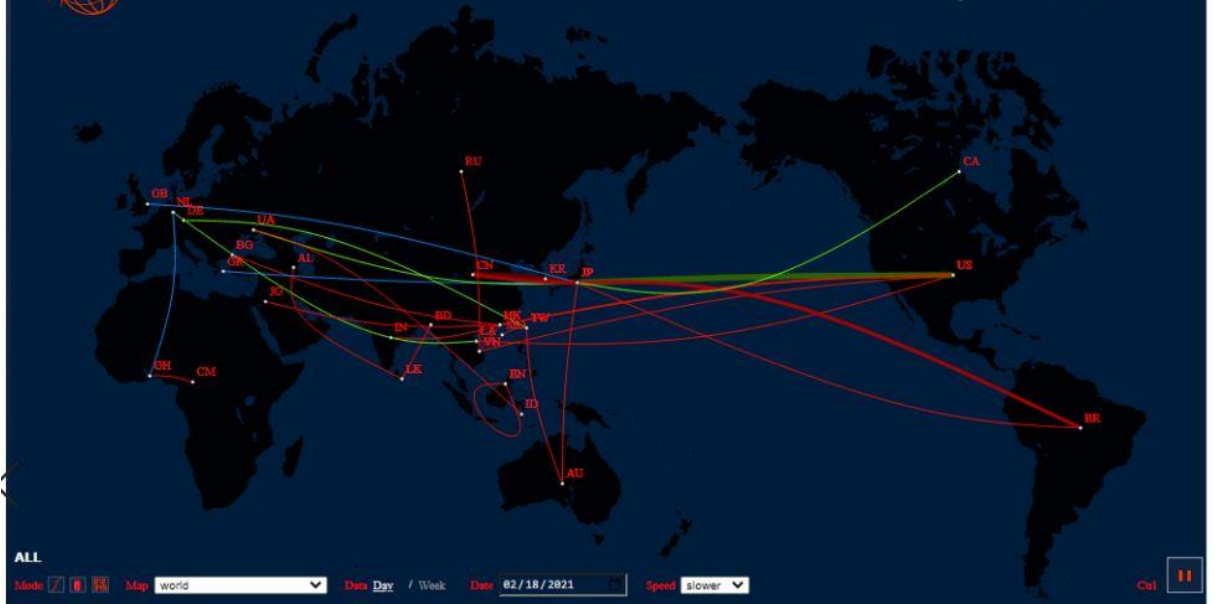 RU
CA
GB
NL
DE
UA
BG
AL
GR
CN
KR
JP
US
JO
BD
HK
TW
IN
LA
VN
LK
GH
CM
BN
ID
BR
AU
ALL
Mode Map world Data Day / Week Date 02/18/2021 Speed slower Ctrl